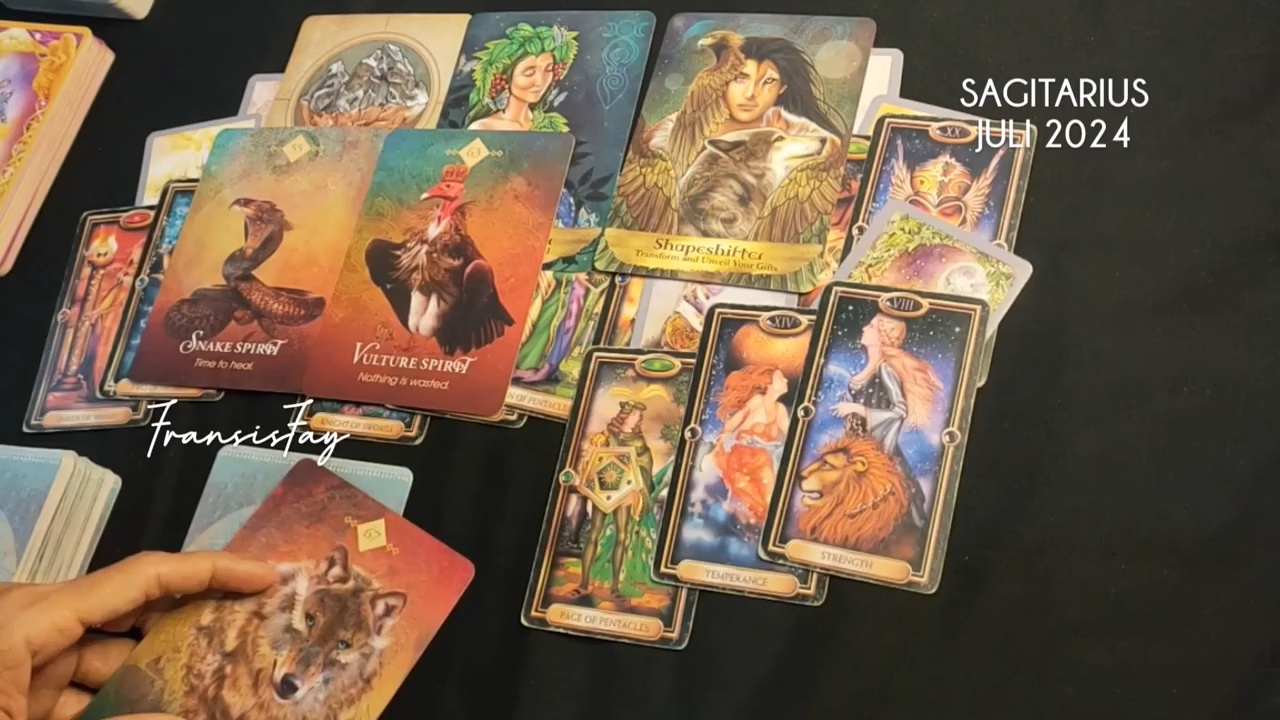 SAGITARIUS
JULI 2024
XX
Shapeshifter
Transform and Unveil Your Gifts
VIII
XIV
SNAKE SPIRIT
Time to heal.
VULTURE SPIRIT
Nothing is wasted.
FransisFay
KNIGHT OF SWORDS
STRENGTH
TEMPERANCE
PAGE OF PENTACLES